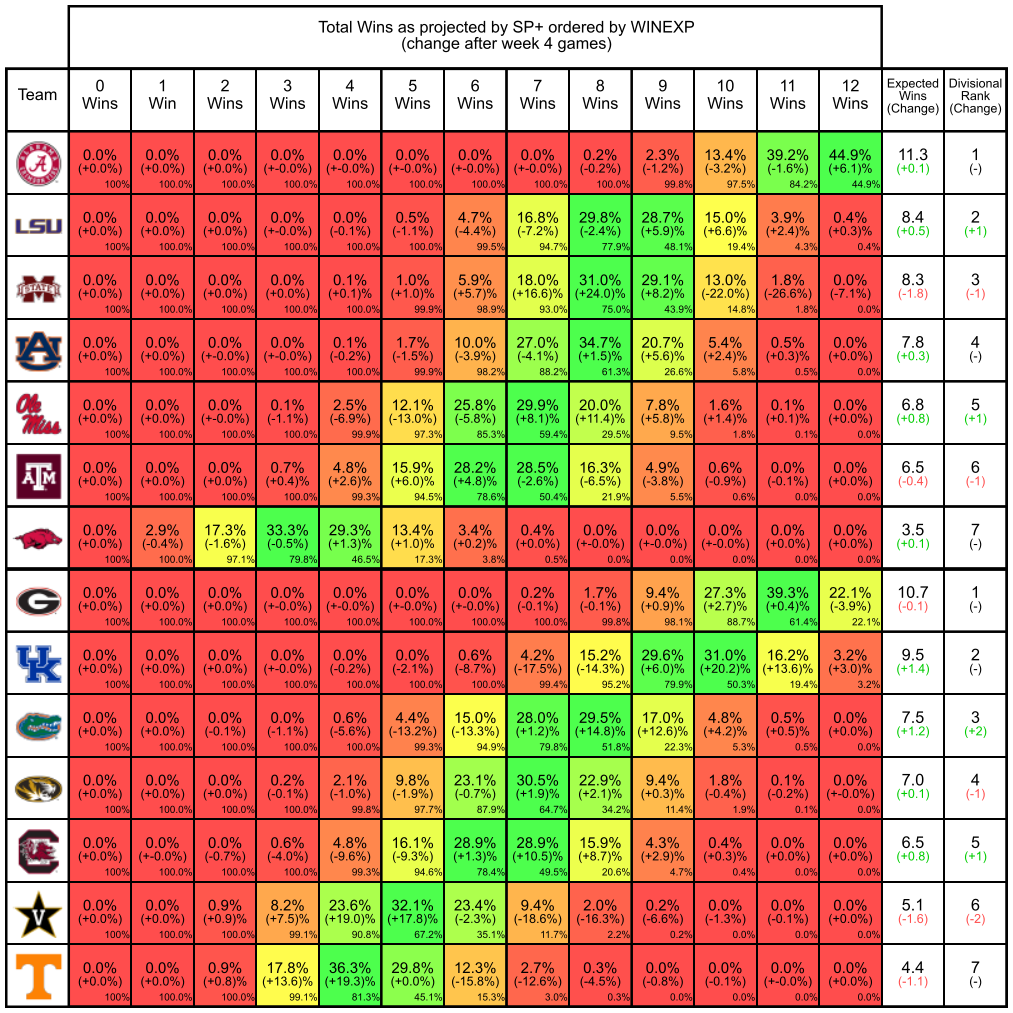 Total Wins as projected by SP+ ordered by WINEXP
(change after week 4 games)
Team 0 Wins 1 Win 2 Wins 3 Wins 4 Wins 5 Wins 6 Wins 7 Wins 8 Wins 9 Wins 10 Wins 11 Wins 12 Wins Expected Wins (Change) Divisional Rank (Change)
ALABAMA CRIMSON TIDE A
0.0% 0.0% 0.0% 0.0% 0.0% 0.0% 0.0% 0.0% 0.2% 2.3% 13.4% 39.2% 44.9% 11.3 1
(+0.0%) (+0.0%) (+0.0%) (+-0.0%) (+-0.0%) (+-0.0%) (+-0.0%) (+-0.0%) (-0.2%) (-1.2%) (-3.2%) (-1.6%) (+6.1)% (+0.1) (-)
100% 100.0% 100.0% 100.0% 100.0% 100.0% 100.0% 100.0% 100.0% 99.8% 97.5% 84.2% 44.9%
LSU
0.0% 0.0% 0.0% 0.0% 0.0% 0.5% 4.7% 16.8% 29.8% 28.7% 15.0% 3.9% 0.4% 8.4 2
(+0.0%) (+0.0%) (+0.0%) (+-0.0%) (-0.1%) (-1.1%) (-4.4%) (-7.2%) (-2.4%) (+5.9)% (+6.6)% (+2.4)% (+0.3)% (+0.5) (+1)
100% 100.0% 100.0% 100.0% 100.0% 100.0% 99.5% 94.7% 77.9% 48.1% 19.4% 4.3% 0.4%
M STATE
0.0% 0.0% 0.0% 0.0% 0.1% 1.0% 5.9% 18.0% 31.0% 29.1% 13.0% 1.8% 0.0% 8.3 3
(+0.0%) (+0.0%) (+0.0%) (+0.0%) (+0.1)% (+1.0)% (+5.7)% (+16.6)% (+24.0)% (+8.2)% (-22.0%) (-26.6%) (-7.1%) (-1.8) (-1)
100% 100.0% 100.0% 100.0% 100.0% 99.9% 98.9% 93.0% 75.0% 43.9% 14.8% 1.8% 0.0%
AU
0.0% 0.0% 0.0% 0.0% 0.1% 1.7% 10.0% 27.0% 34.7% 20.7% 5.4% 0.5% 0.0% 7.8 4
(+0.0%) (+0.0%) (+-0.0%) (+-0.0%) (-0.2%) (-1.5%) (-3.9%) (-4.1%) (+1.5)% (+5.6)% (+2.4)% (+0.3)% (+0.0%) (+0.3) (-)
100% 100.0% 100.0% 100.0% 100.0% 99.9% 98.2% 88.2% 61.3% 26.6% 5.8% 0.5% 0.0%
Ole Miss
0.0% 0.0% 0.0% 0.1% 2.5% 12.1% 25.8% 29.9% 20.0% 7.8% 1.6% 0.1% 0.0% 6.8 5
(+0.0%) (+0.0%) (+-0.0%) (-1.1%) (-6.9%) (-13.0%) (-5.8%) (+8.1)% (+11.4)% (+5.8)% (+1.4)% (+0.1)% (+0.0%) (+0.8) (+1)
100% 100.0% 100.0% 100.0% 99.9% 97.3% 85.3% 59.4% 29.5% 9.5% 1.8% 0.1% 0.0%
ATM
0.0% 0.0% 0.0% 0.7% 4.8% 15.9% 28.2% 28.5% 16.3% 4.9% 0.6% 0.0% 0.0% 6.5 6
(+0.0%) (+0.0%) (+0.0%) (+0.4)% (+2.6)% (+6.0)% (+4.8)% (-2.6%) (-6.5%) (-3.8%) (-0.9%) (-0.1%) (+0.0%) (-0.4) (-1)
100% 100.0% 100.0% 100.0% 99.3% 94.5% 78.6% 50.4% 21.9% 5.5% 0.6% 0.0% 0.0%
0.0% 2.9% 17.3% 33.3% 29.3% 13.4% 3.4% 0.4% 0.0% 0.0% 0.0% 0.0% 0.0% 3.5 7
(+0.0%) (-0.4%) (-1.6%) (-0.5%) (+1.3)% (+1.0)% (+0.2)% (+0.0%) (+-0.0%) (+-0.0%) (+-0.0%) (+0.0%) (+0.0%) (+0.1) (-)
100% 100.0% 97.1% 79.8% 46.5% 17.3% 3.8% 0.5% 0.0% 0.0% 0.0% 0.0% 0.0%
G
0.0% 0.0% 0.0% 0.0% 0.0% 0.0% 0.0% 0.2% 1.7% 9.4% 27.3% 39.3% 22.1% 10.7 1
(+0.0%) (+0.0%) (+0.0%) (+-0.0%) (+-0.0%) (+-0.0%) (+-0.0%) (-0.1%) (-0.1%) (+0.9)% (+2.7)% (+0.4)% (-3.9%) (-0.1) (-)
100% 100.0% 100.0% 100.0% 100.0% 100.0% 100.0% 100.0% 99.8% 98.1% 88.7% 61.4% 22.1%
UK
0.0% 0.0% 0.0% 0.0% 0.0% 0.0% 0.6% 4.2% 15.2% 29.6% 31.0% 16.2% 3.2% 9.5 2
(+0.0%) (+0.0%) (+0.0%) (+-0.0%) (-0.2%) (-2.1%) (-8.7%) (-17.5%) (-14.3%) (+6.0)% (+20.2)% (+13.6)% (+3.0)% (+1.4) (-)
100% 100.0% 100.0% 100.0% 100.0% 100.0% 100.0% 99.4% 95.2% 79.9% 50.3% 19.4% 3.2%
0.0% 0.0% 0.0% 0.0% 0.6% 4.4% 15.0% 28.0% 29.5% 17.0% 4.8% 0.5% 0.0% 7.5 3
(+0.0%) (+0.0%) (-0.1%) (-1.1%) (-5.6%) (-13.2%) (-13.3%) (+1.2)% (+14.8)% (+12.6)% (+4.2)% (+0.5)% (+0.0%) (+1.2) (+2)
100% 100.0% 100.0% 100.0% 100.0% 99.3% 94.9% 79.8% 51.8% 22.3% 5.3% 0.5% 0.0%
0.0% 0.0% 0.0% 0.2% 2.1% 9.8% 23.1% 30.5% 22.9% 9.4% 1.8% 0.1% 0.0% 7.0 4
(+0.0%) (+0.0%) (+0.0%) (-0.1%) (-1.0%) (-1.9%) (-0.7%) (+1.9)% (+2.1)% (+0.3)% (-0.4%) (-0.2%) (+-0.0%) (+0.1) (-1)
100% 100.0% 100.0% 100.0% 99.8% 97.7% 87.9% 64.7% 34.2% 11.4% 1.9% 0.1% 0.0%
C
0.0% 0.0% 0.0% 0.6% 4.8% 16.1% 28.9% 28.9% 15.9% 4.3% 0.4% 0.0% 0.0% 6.5 5
(+0.0%) (+-0.0%) (-0.7%) (-4.0%) (-9.6%) (-9.3%) (+1.3)% (+10.5)% (+8.7)% (+2.9)% (+0.3)% (+0.0%) (+0.0%) (+0.8) (+1)
100% 100.0% 100.0% 100.0% 99.3% 94.6% 78.4% 49.5% 20.6% 4.7% 0.4% 0.0% 0.0%
V
0.0% 0.0% 0.9% 8.2% 23.6% 32.1% 23.4% 9.4% 2.0% 0.2% 0.0% 0.0% 0.0% 5.1 6
(+0.0%) (+0.0%) (+0.9)% (+7.5)% (+19.0)% (+17.8)% (-2.3%) (-18.6%) (-16.3%) (-6.6%) (-1.3%) (-0.1%) (+0.0%) (-1.6) (-2)
100% 100.0% 100.0% 99.1% 90.8% 67.2% 35.1% 11.7% 2.2% 0.2% 0.0% 0.0% 0.0%
T
0.0% 0.0% 0.9% 17.8% 36.3% 29.8% 12.3% 2.7% 0.3% 0.0% 0.0% 0.0% 0.0% 4.4 7
(+0.0%) (+0.0%) (+0.8)% (+13.6)% (+19.3)% (+0.0%) (-15.8%) (-12.6%) (-4.5%) (-0.8%) (-0.1%) (+-0.0%) (+0.0%) (-1.1) (-)
100% 100.0% 100.0% 99.1% 81.3% 45.1% 15.3% 3.0% 0.3% 0.0% 0.0% 0.0% 0.0%